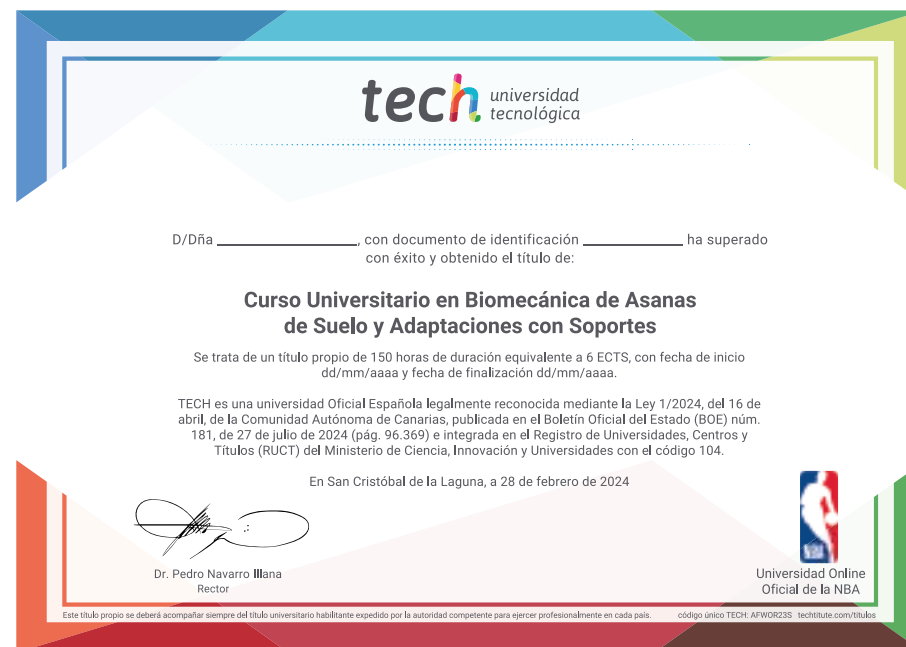 tech universidad
tecnológica
D/Dña ____________________, con documento de identificación ______________ ha superado
con éxito y obtenido el título de:
Curso Universitario en Biomecánica de Asanas
de Suelo y Adaptaciones con Soportes
Se trata de un título propio de 150 horas de duración equivalente a 6 ECTS, con fecha de inicio
dd/mm/aaaa y fecha de finalización dd/mm/aaaa.
TECH es una universidad Oficial Española legalmente reconocida mediante la Ley 1/2024, del 16 de
abril, de la Comunidad Autónoma de Canarias, publicada en el Boletín Oficial del Estado (BOE) núm.
181, de 27 de julio de 2024 (pág. 96.369) e integrada en el Registro de Universidades, Centros y
Títulos (RUCT) del Ministerio de Ciencia, Innovación y Universidades con el código 104.
En San Cristóbal de la Laguna, a 28 de febrero de 2024
NBA
Dr. Pedro Navarro Illana
Rector
Universidad Online
Oficial de la NBA
Este título propio se deberá acompañar siempre del título universitario habilitante expedido por la autoridad competente para ejercer profesionalmente en cada país. código único TECH: AFWOR23S techtitute.com/titulos